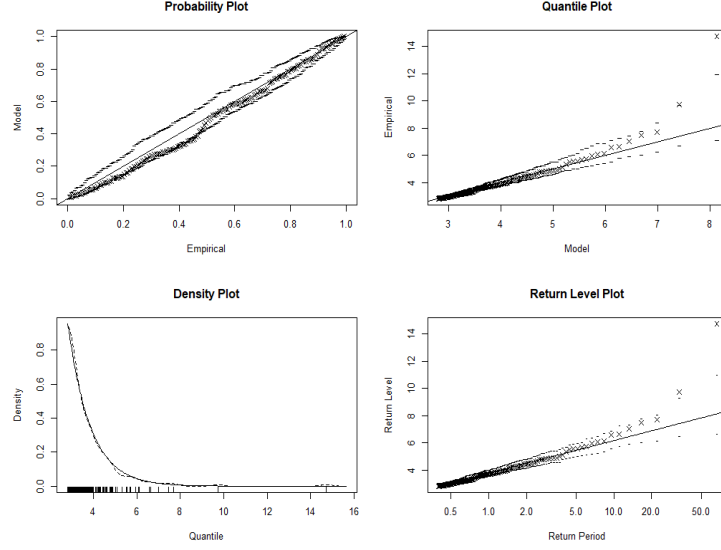 Probability Plot
Model
0.0 0.2 0.4 0.6 0.8 1.0
0.0 0.2 0.4 0.6 0.8 1.0
Empirical
Quantile Plot
Empirical
4 6 8 10 12 14
3 4 5 6 7 8
Model
Density Plot
Density
0.0 0.2 0.4 0.6 0.8
4 6 8 10 12 14 16
Quantile
Return Level Plot
Return Level
4 6 8 10 12 14
0.5 1.0 2.0 5.0 10.0 20.0 50.0
Return Period